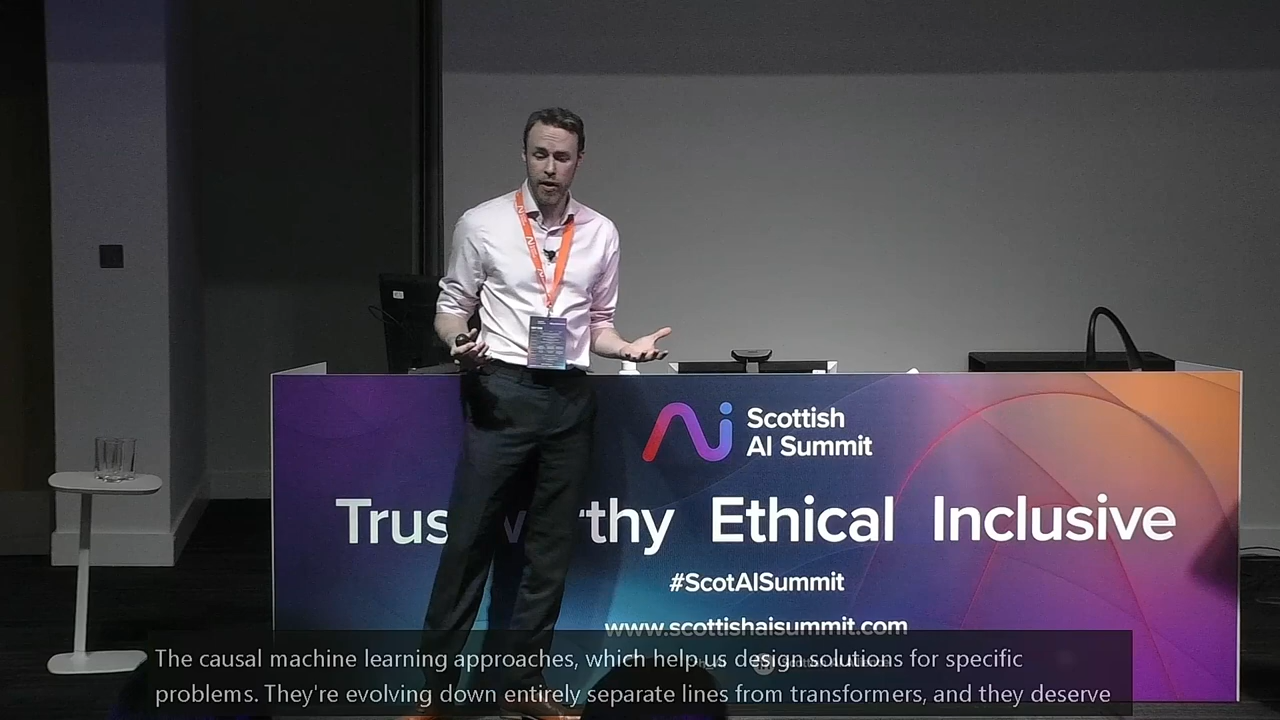 Scottish
AI Summit
Trus w thy Ethical Inclusive
#ScotAISummit
www.scottishaisummit.com
The causal machine learning approaches, which help us design solutions for specific
problems. They're evolving down entirely separate lines from transformers, and they deserve